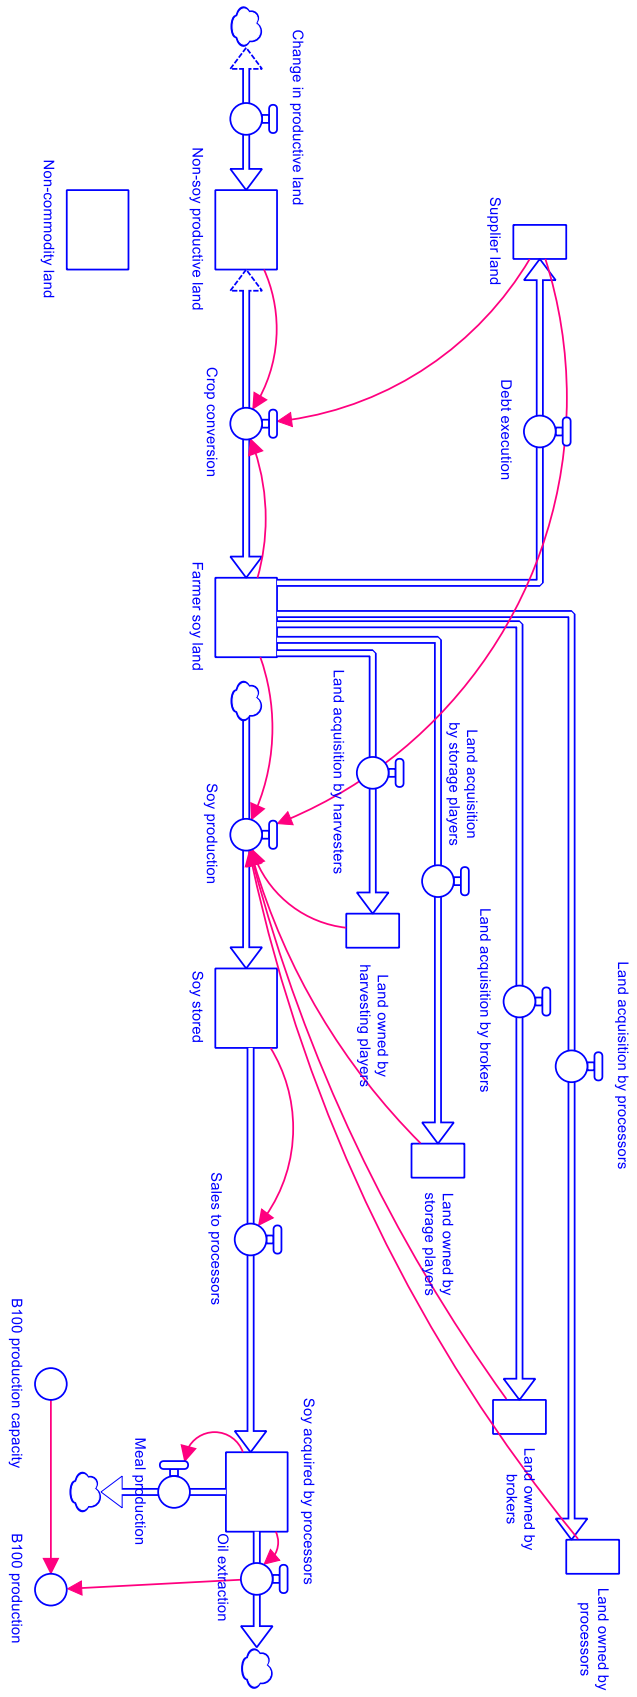 Land acquisition by processors
Land owned by
processors
Land acquisition by brokers
Land owned by
brokers
Supplier land
Debt execution
Land acquisition
by storage players
Land owned by
storage players
Land acquisition by harvesters
Land owned by
harvesting players
Change in productive land
Soy acquired by processors
Non-soy productive land
Crop conversion
Farmer soy land
Soy production
Soy stored
Sales to processors
Oil extraction
Meal production
Non-commodity land
B100 production capacity
B100 production